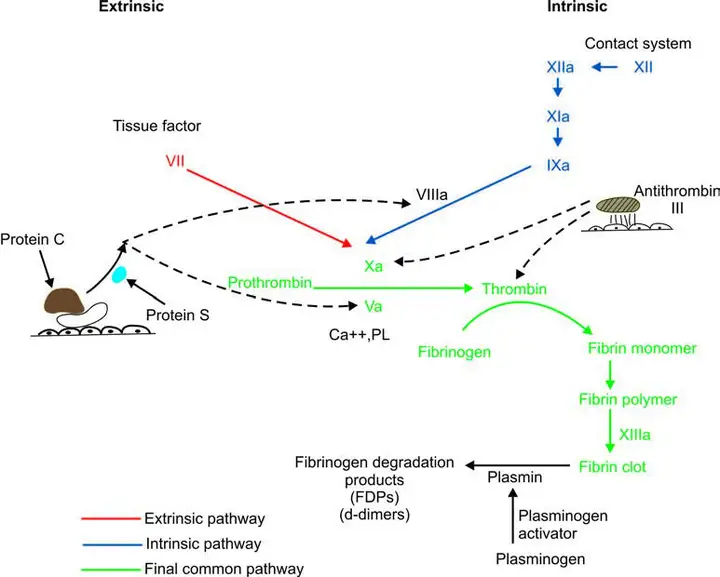 Extrinsic
Intrinsic
Contact system
XIIa
XII
XIa
Tissue factor
VII
IXa
VIIIa
Antithrombin
III
Protein C
Xa
Prothrombin
Thrombin
Protein S
Va
Ca++,PL
Fibrinogen
Fibrin monomer
Fibrin polymer
XIIIa
Fibrinogen degradation
products
(FDPs)
(d-dimers)
Plasmin
Fibrin clot
Plasminogen
activator
Plasminogen
Extrinsic pathway
Intrinsic pathway
Final common pathway